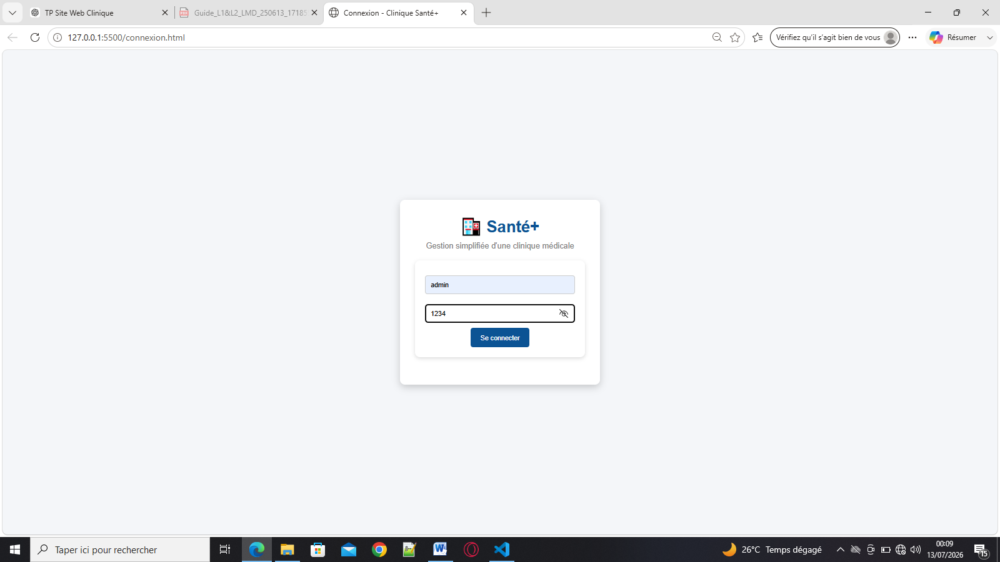 TP Site Web Clinique
Guide_L1&L2_LMD_250613_17185
Connexion - Clinique Santé+
127.0.0.1:5500/connexion.html
Vérifiez qu'il s'agit bien de vous
Résumer
Santé+
Gestion simplifiée d'une clinique médicale
admin
1234
Se connecter
Taper ici pour rechercher
26°C Temps dégagé
00:09
13/07/2026
15